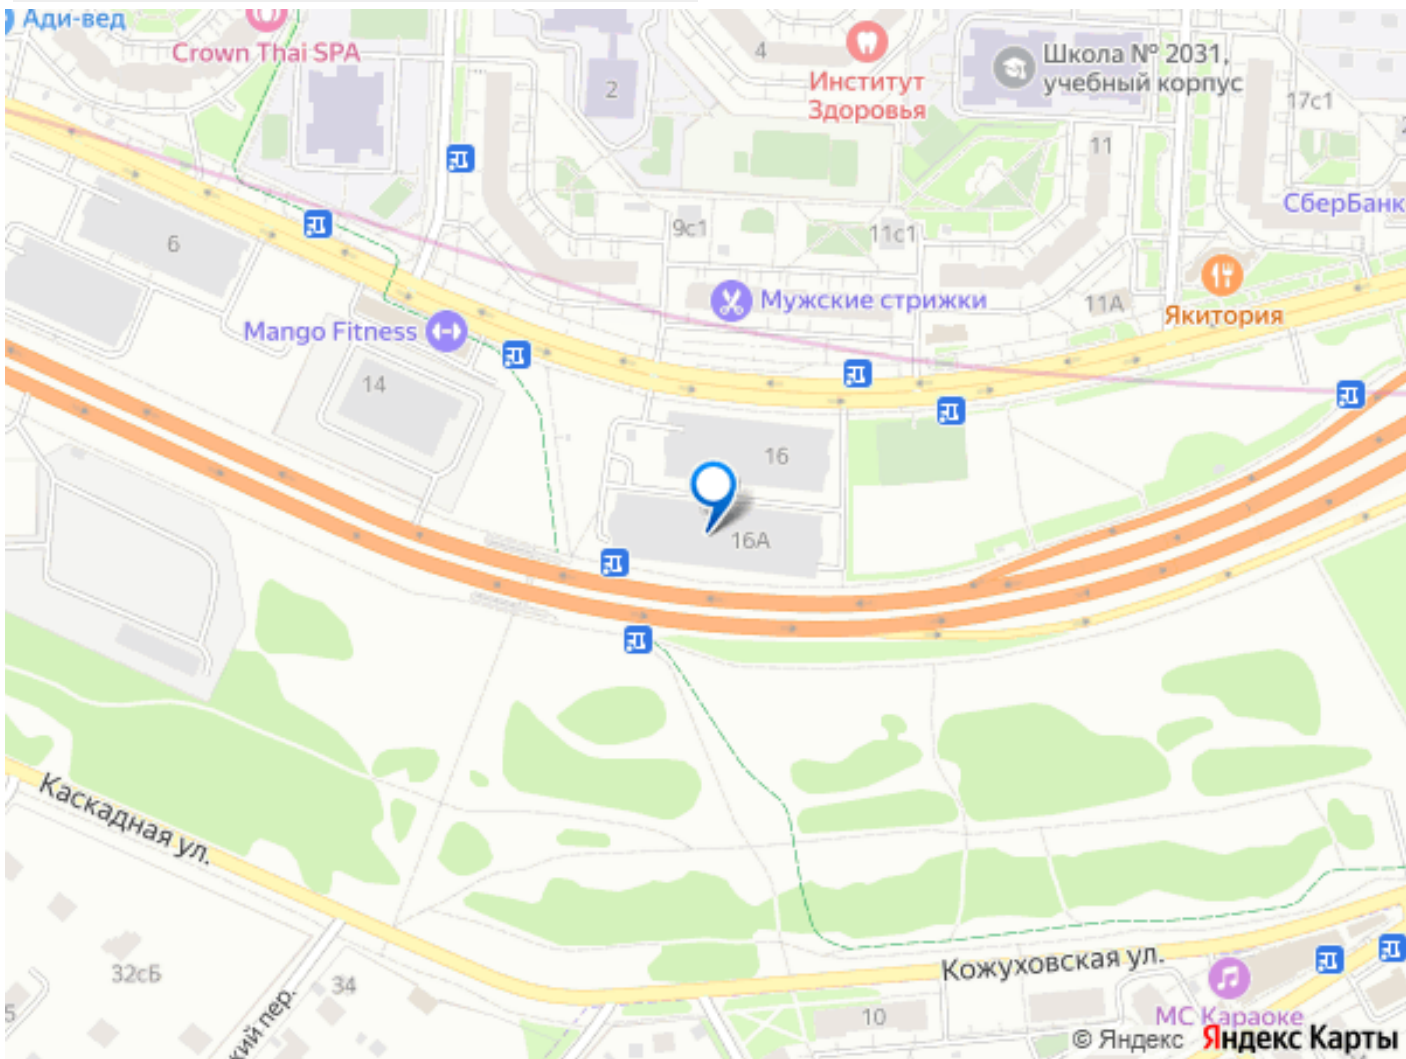 Ади-вед
Crown Thai SPA
4
Институт
Здоровья
Школа № 2031,
учебный корпус
17с1
2
11
СберБанк
6
9с1
11с1
Мужские стрижки
11А
Якитория
Mango Fitness
14
16
16А
Каскадная ул.
32сБ
34
5
кий пер.
Кожуховская ул.
10
МС Караоке
© Яндекс Яндекс Карты